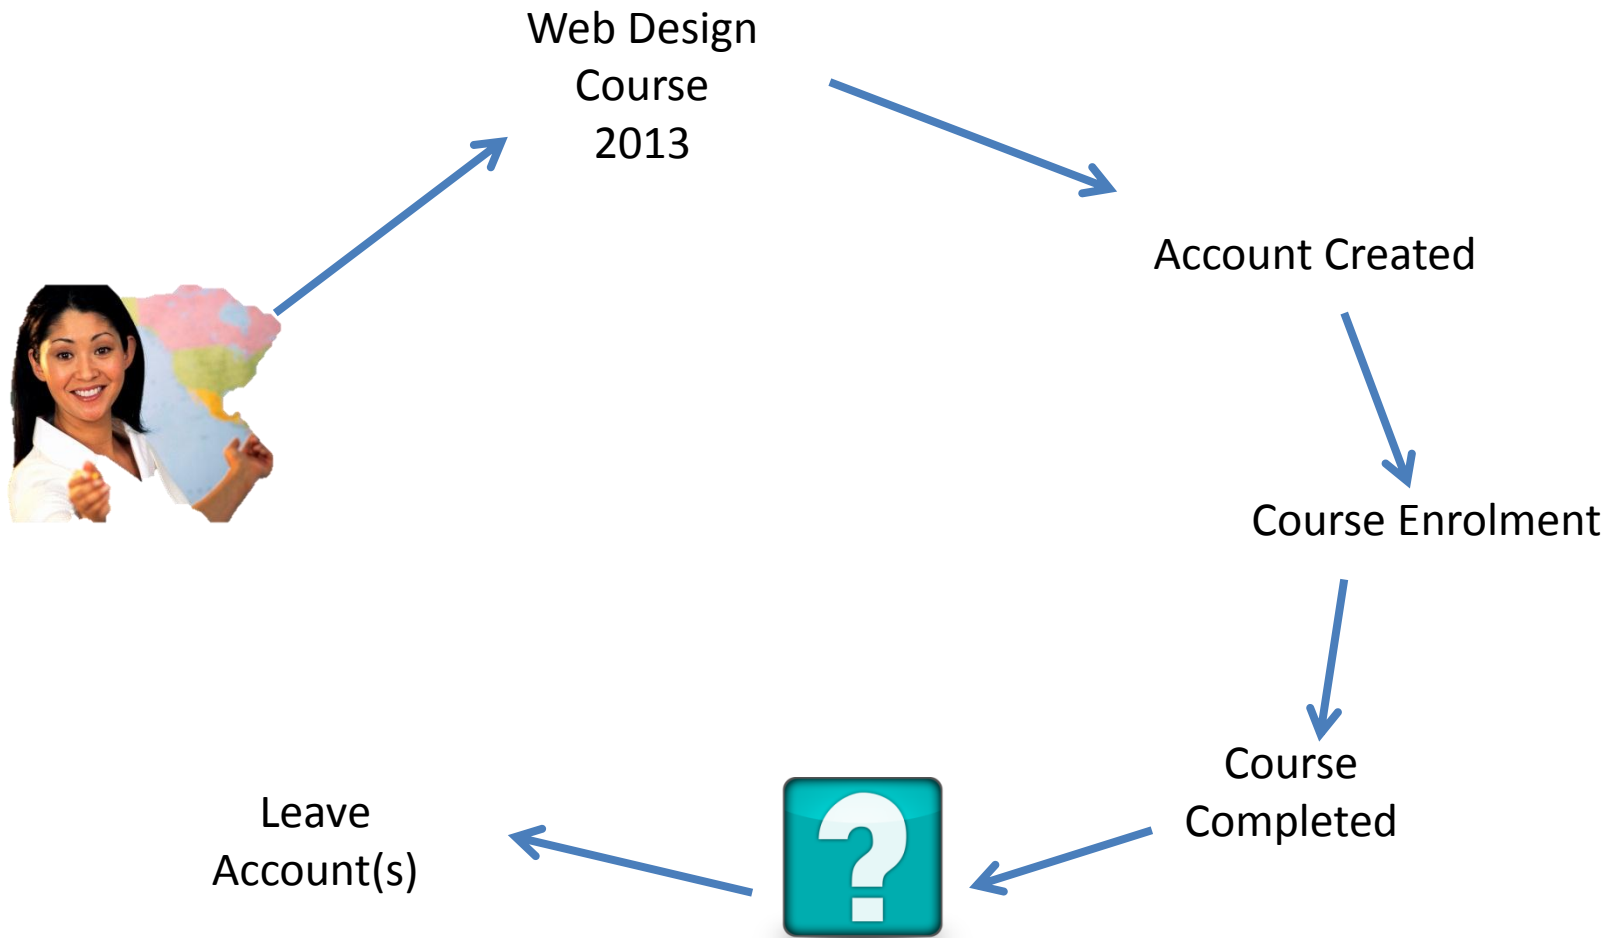 Web Design
Course
2013
Account Created
Course Enrolment
Course
Completed
?
Leave
Account(s)